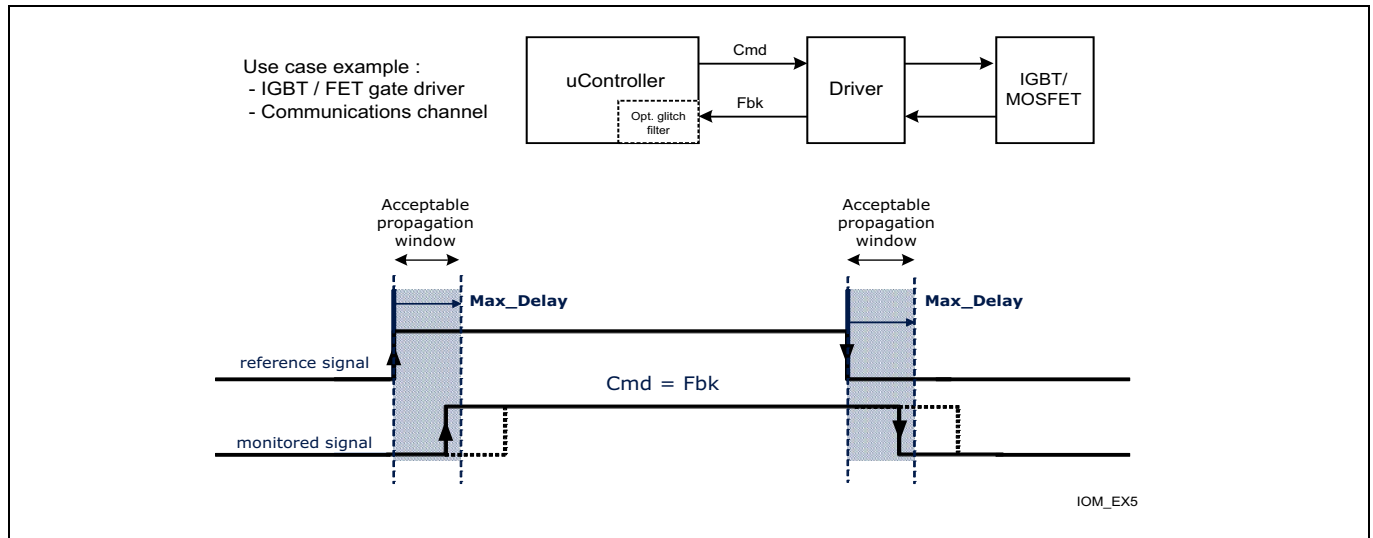 Use case example :
- IGBT / FET gate driver
- Communications channel
uController
Opt. glitch
filter
Cmd
Fbk
Driver
IGBT/
MOSFET
Acceptable
propagation
window
Acceptable
propagation
window
Max_Delay
Max_Delay
reference signal
Cmd = Fbk
monitored signal
IOM_EX5